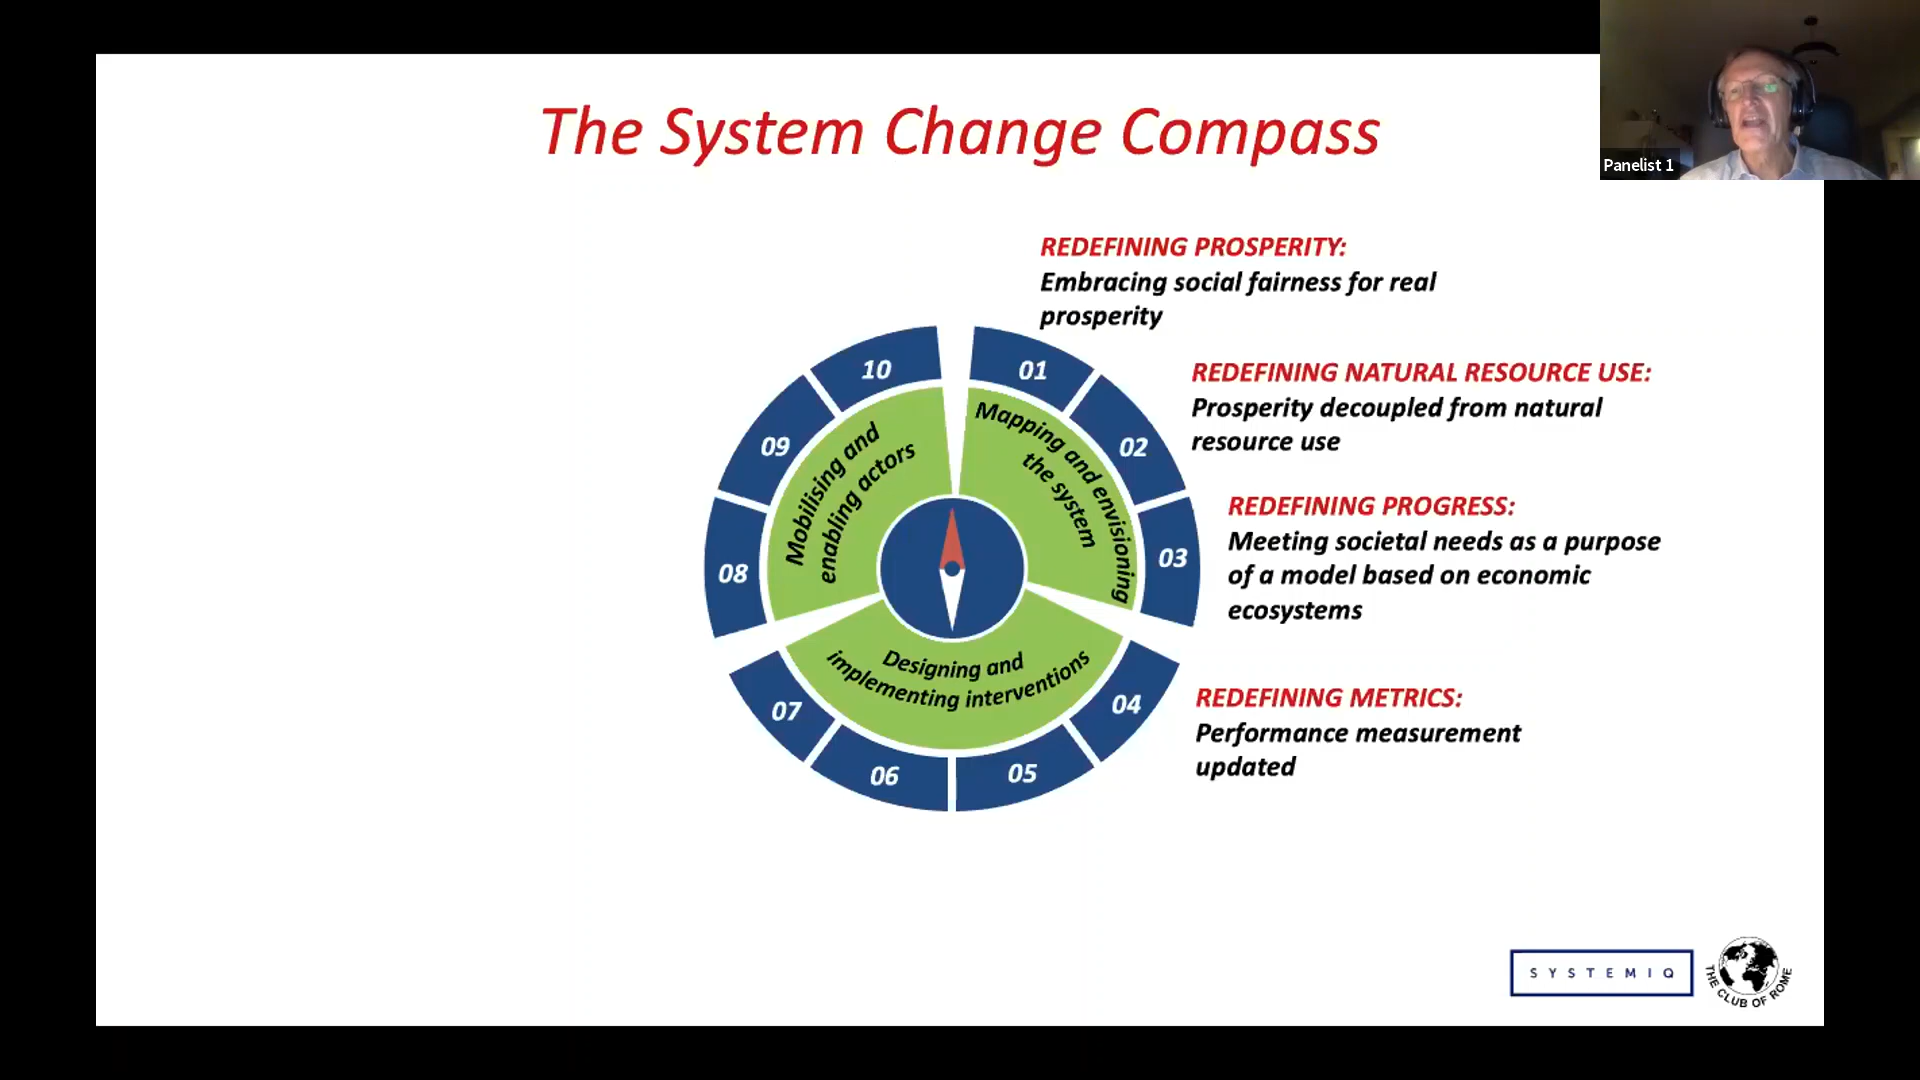 The System Change Compass
Panelist 1
REDEFINING PROSPERITY:
Embracing social fairness for real
prosperity
REDEFINING NATURAL RESOURCE USE:
Prosperity decoupled from natural
resource use
REDEFINING PROGRESS:
Meeting societal needs as a purpose
of a model based on economic
ecosystems
REDEFINING METRICS:
Performance measurement
updated
01
02
03
04
05
06
07
08
09
10
Mapping and envisioning
the system
Designing and
implementing interventions
Mobilising and
enabling actors
SYSTEMIQ
THE CLUB OF ROME